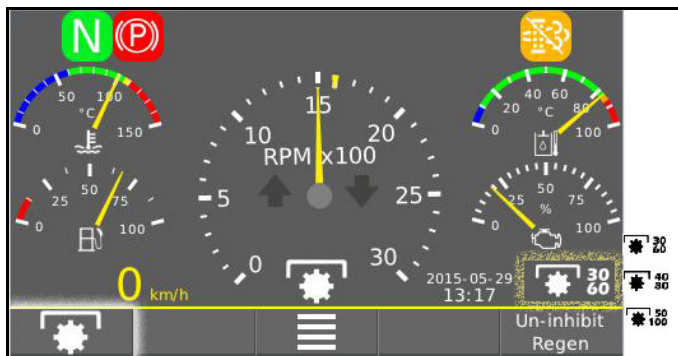 N (P)
50 100
0 °C 150
15
10 20
RPM x100
5 25
0 30
20 40 60 80
0 °C 100
50
25 75
0 100
50
25 75
0 % 100
2015-05-29
13:17
30
60
0 km/h
Un-inhibit
Regen
30
60
40
80
50
100